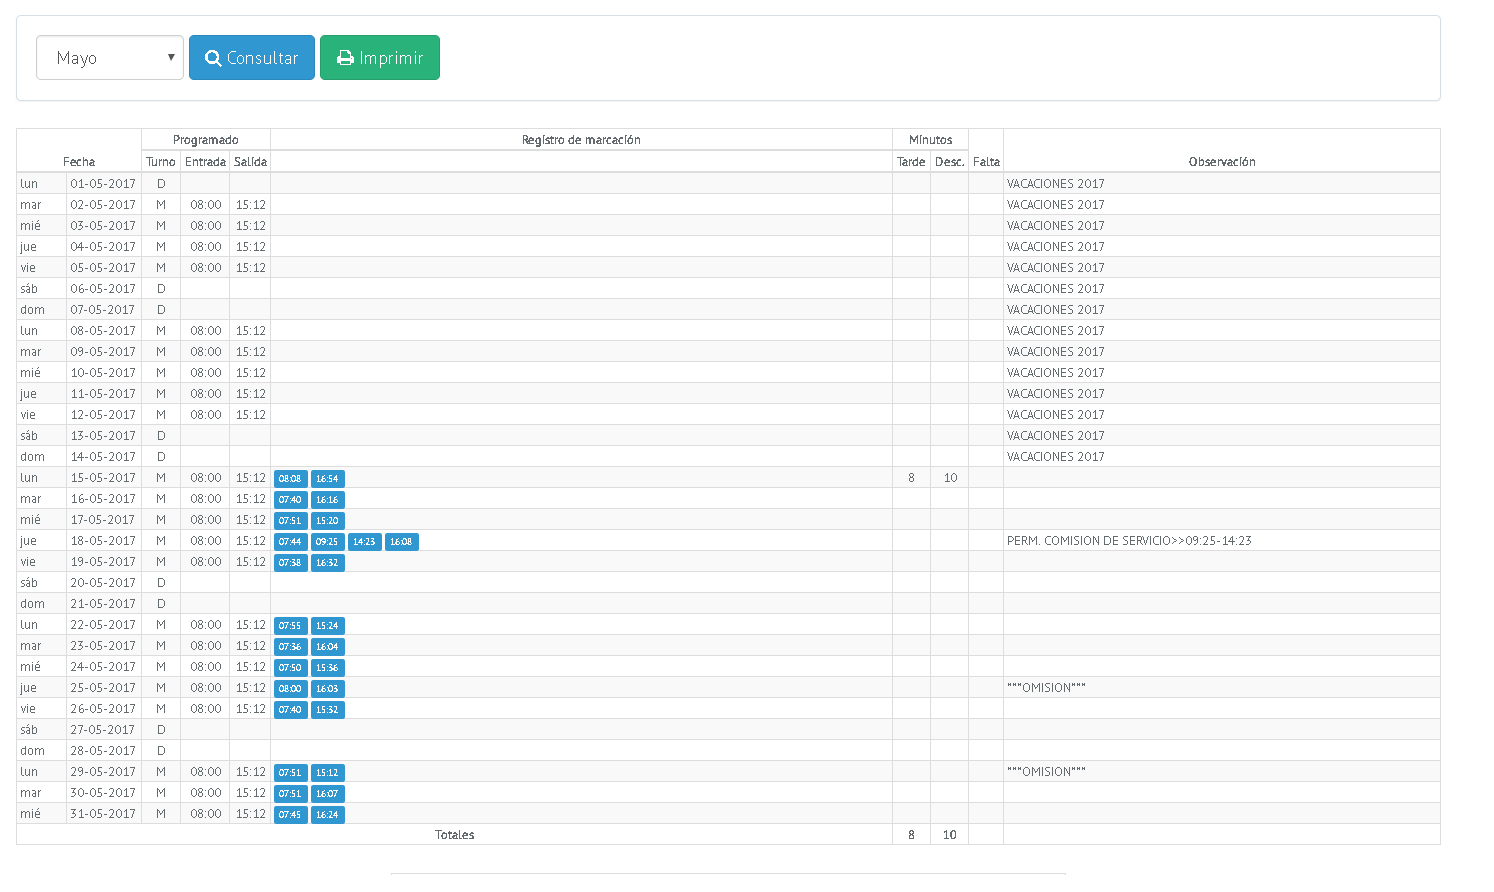 Mayo Consultar Imprimir
Programado Registro de marcación Minutos
Fecha Turno Entrada Salida Tarde Desc. Falta Observación
lun 01-05-2017 D VACACIONES 2017
mar 02-05-2017 M 08:00 15:12 VACACIONES 2017
mié 03-05-2017 M 08:00 15:12 VACACIONES 2017
jue 04-05-2017 M 08:00 15:12 VACACIONES 2017
vie 05-05-2017 M 08:00 15:12 VACACIONES 2017
sáb 06-05-2017 D VACACIONES 2017
dom 07-05-2017 D VACACIONES 2017
lun 08-05-2017 M 08:00 15:12 VACACIONES 2017
mar 09-05-2017 M 08:00 15:12 VACACIONES 2017
mié 10-05-2017 M 08:00 15:12 VACACIONES 2017
jue 11-05-2017 M 08:00 15:12 VACACIONES 2017
vie 12-05-2017 M 08:00 15:12 VACACIONES 2017
sáb 13-05-2017 D VACACIONES 2017
dom 14-05-2017 D VACACIONES 2017
lun 15-05-2017 M 08:00 15:12 08:08 16:54 8 10
mar 16-05-2017 M 08:00 15:12 07:40 16:16
mié 17-05-2017 M 08:00 15:12 07:51 15:20
jue 18-05-2017 M 08:00 15:12 07:44 09:25 14:23 16:08 PERM. COMISION DE SERVICIO>>09:25-14:23
vie 19-05-2017 M 08:00 15:12 07:38 16:32
sáb 20-05-2017 D
dom 21-05-2017 D
lun 22-05-2017 M 08:00 15:12 07:55 15:24
mar 23-05-2017 M 08:00 15:12 07:36 16:04
mié 24-05-2017 M 08:00 15:12 07:50 15:36
jue 25-05-2017 M 08:00 15:12 08:00 16:03 ***OMISION***
vie 26-05-2017 M 08:00 15:12 07:40 15:32
sáb 27-05-2017 D
dom 28-05-2017 D
lun 29-05-2017 M 08:00 15:12 07:51 15:12 ***OMISION***
mar 30-05-2017 M 08:00 15:12 07:51 16:07
mié 31-05-2017 M 08:00 15:12 07:45 16:24
Totales 8 10